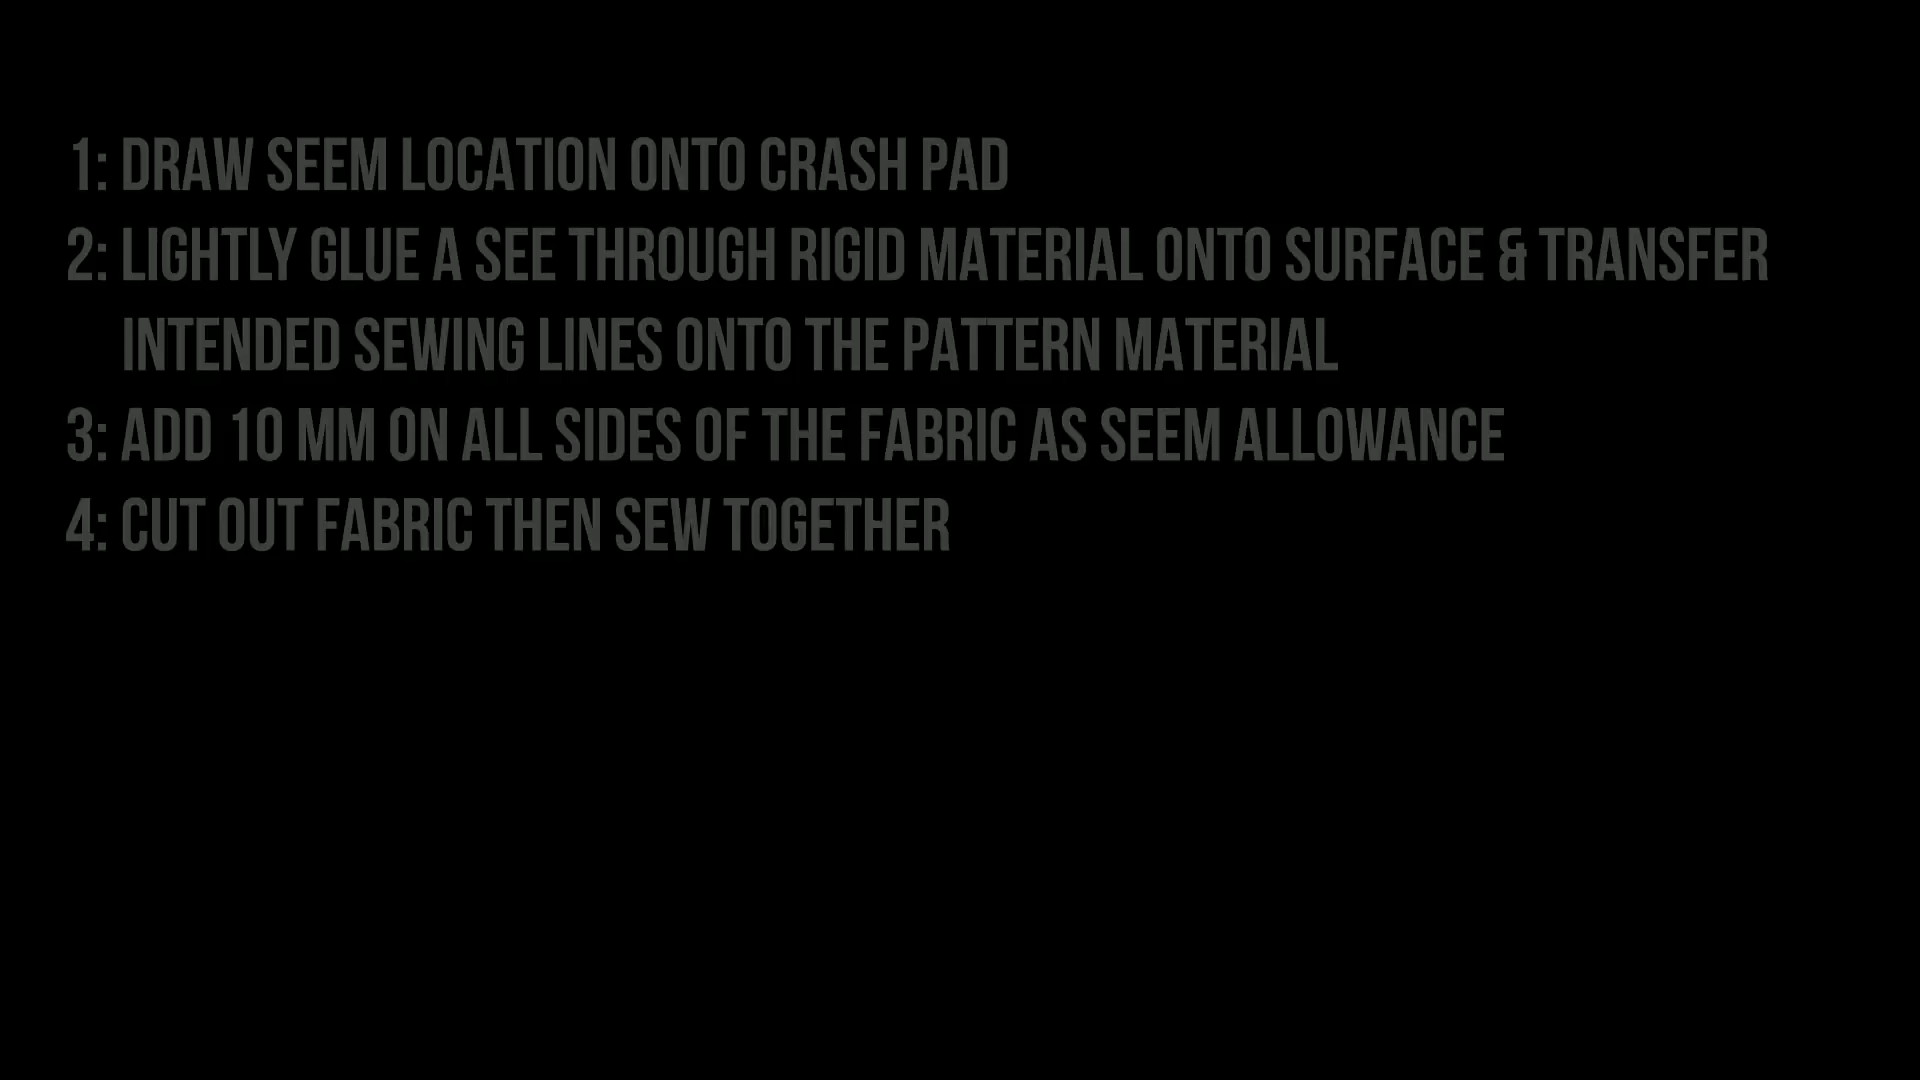 1: DRAW SEEM LOCATION ONTO CRASH PAD
2: LIGHTLY GLUE A SEE THROUGH RIGID MATERIAL ONTO SURFACE & TRANSFER
INTENDED SEWING LINES ONTO THE PATTERN MATERIAL
3: ADD 10 MM ON ALL SIDES OF THE FABRIC AS SEEM ALLOWANCE
4: CUT OUT FABRIC THEN SEW TOGETHER